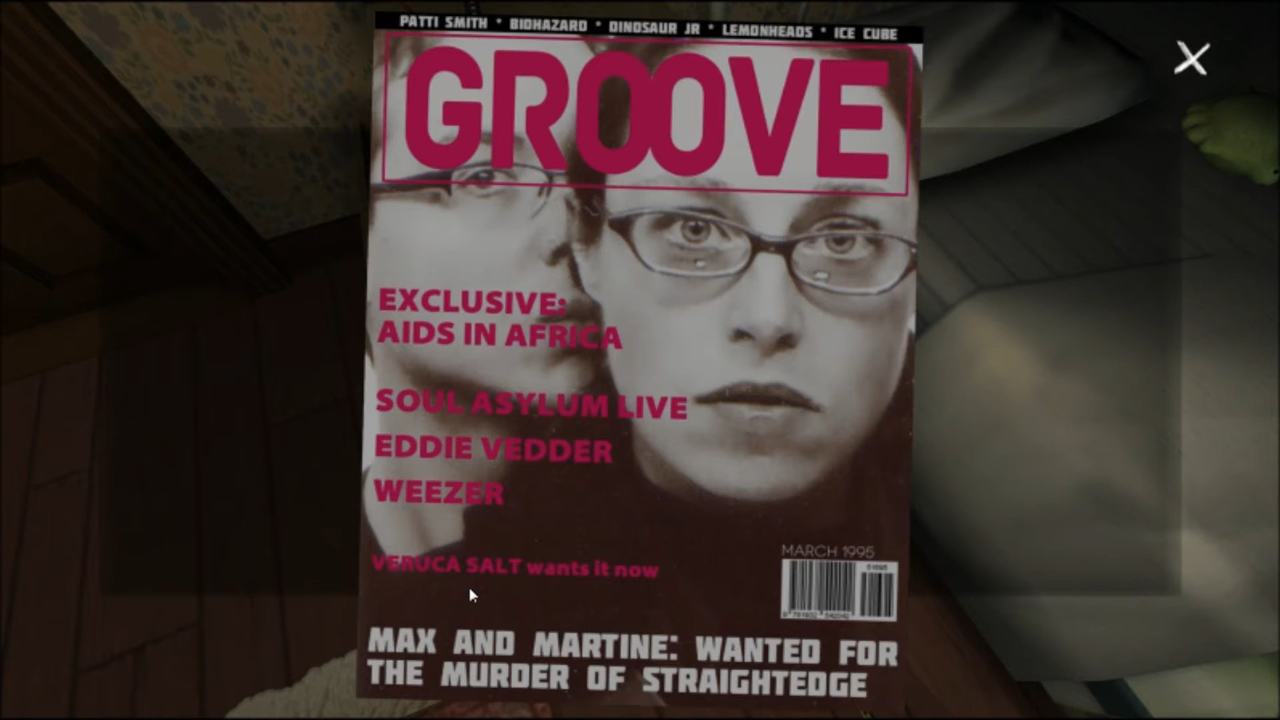 PATTI SMITH * BIOHAZARD * DINOSAUR JR * LEMONHEADS * ICE CUBE
GROOVE
EXCLUSIVE:
AIDS IN AFRICA
SOUL ASYLUM LIVE
EDDIE VEDDER
WEEZER
VERUCA SALT wants it now
MARCH 1995
MAX AND MARTINE: WANTED FOR
THE MURDER OF STRAIGHTEDGE